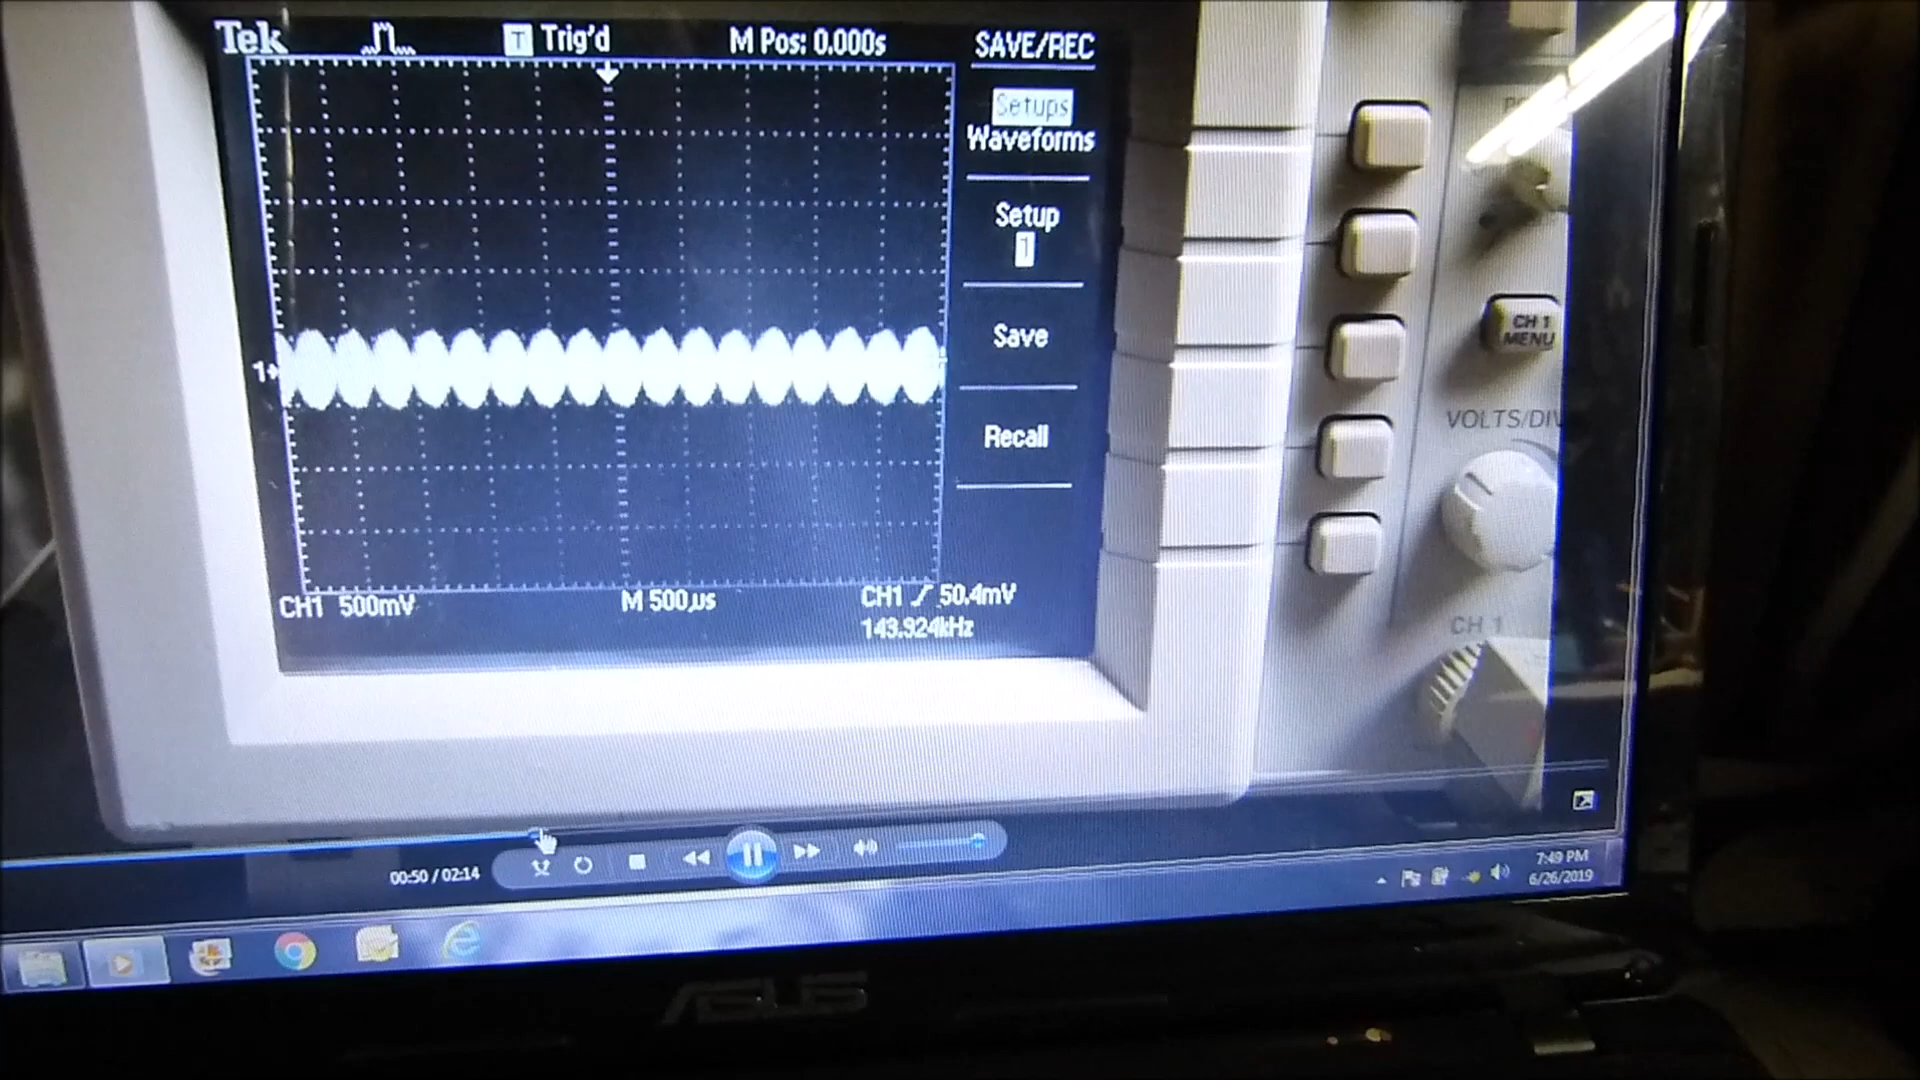 Tek
T Trig'd
M Pos: 0.000s
SAVE/REC
Setups
Waveforms
Setup
1
Save
Recall
1
CH1 500mV
M 500µs
CH1 50.4mV
143.924kHz
CH 1
MENU
VOLTS/DIV
CH 1
00:50 / 02:14
7:49 PM
6/26/2019
ASUS